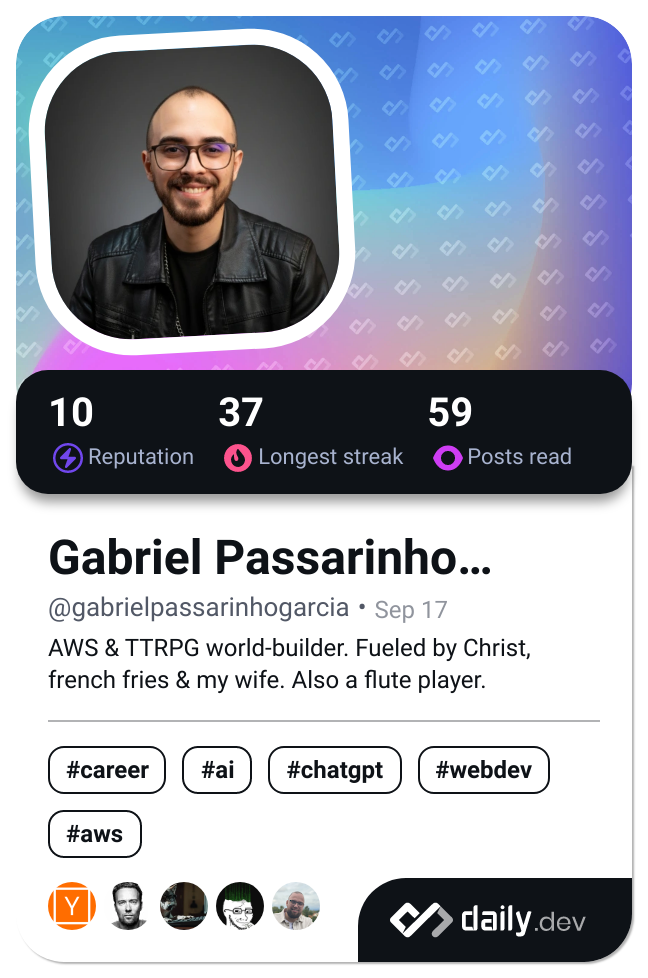 10 37 59
Reputation Longest streak Posts read
Gabriel Passarinho...
@gabrielpassarinhogarcia • Sep 17
AWS & TTRPG world-builder. Fueled by Christ,
french fries & my wife. Also a flute player.
#career #ai #chatgpt #webdev
#aws
Y
daily.dev